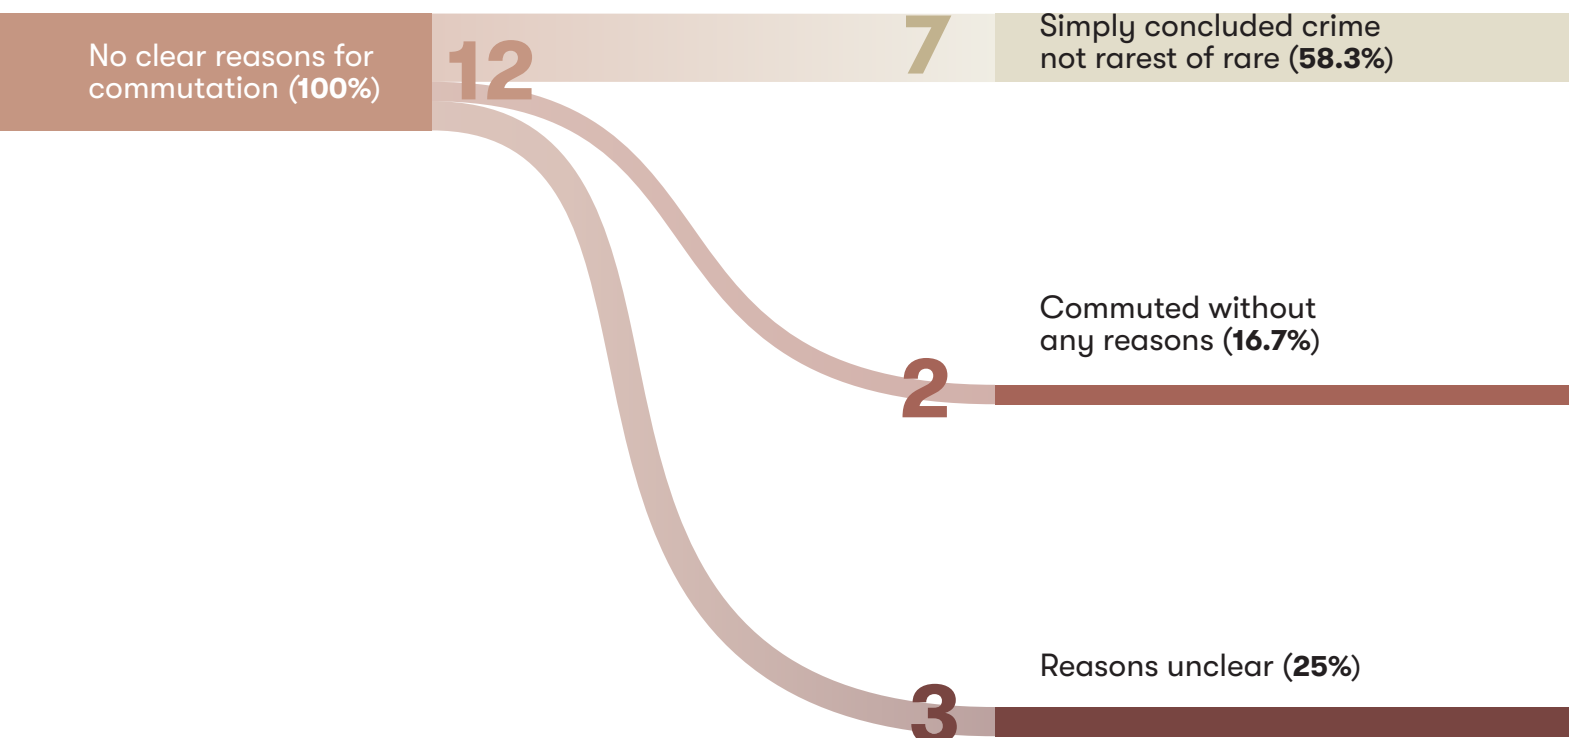 No clear reasons for
commutation (100%)
12
7
Simply concluded crime
not rarest of rare (58.3%)
Commuted without
any reasons (16.7%)
2
Reasons unclear (25%)
3